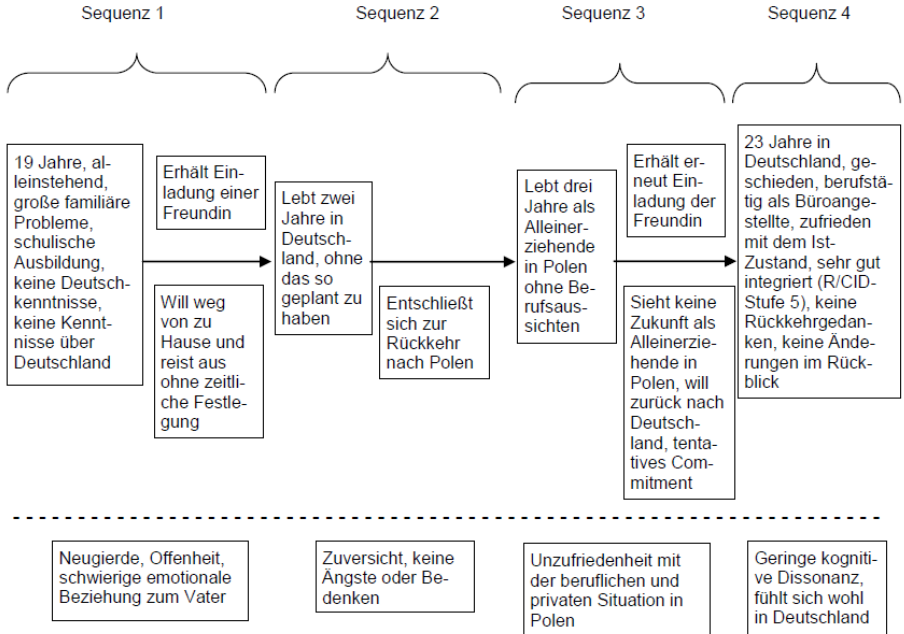 Sequenz 1
Sequenz 2
Sequenz 3
Sequenz 4
19 Jahre, al-
leinstehend,
große familiäre
Probleme,
schulische
Ausbildung,
keine Deutsch-
kenntnisse,
keine Kennt-
nisse über
Deutschland
Erhält Ein-
ladung einer
Freundin
Will weg
von zu
Hause und
reist aus
ohne zeitli-
che Festle-
gung
Lebt zwei
Jahre in
Deutsch-
land, ohne
das so
geplant zu
haben
Entschließt
sich zur
Rückkehr
nach Polen
Lebt drei
Jahre als
Alleiner-
ziehende
in Polen
ohne Be-
rufsaus-
sichten
Erhält er-
neut Ein-
ladung der
Freundin
Sieht keine
Zukunft als
Alleinerzie-
hende in
Polen, will
zurück nach
Deutsch-
land, tenta-
tives Com-
mitment
23 Jahre in
Deutschland, ge-
schieden, berufstä-
tig als Büroange-
stellte, zufrieden
mit dem Ist-
Zustand, sehr gut
integriert (R/CID-
Stufe 5), keine
Rückkehrgedan-
ken, keine Ände-
rungen im Rück-
blick
Neugierde, Offenheit,
schwierige emotionale
Beziehung zum Vater
Zuversicht, keine
Ängste oder Be-
denken
Unzufriedenheit mit
der beruflichen und
privaten Situation in
Polen
Geringe kogniti-
ve Dissonanz,
fühlt sich wohl
in Deutschland